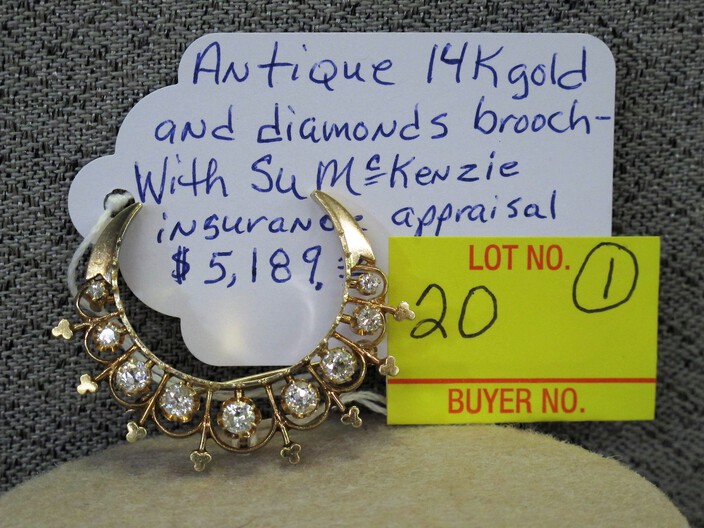 Antique 14K gold
and diamonds brooch-
With Su McKenzie
insurance appraisal
$5,189.=
LOT NO. 1
20
BUYER NO.